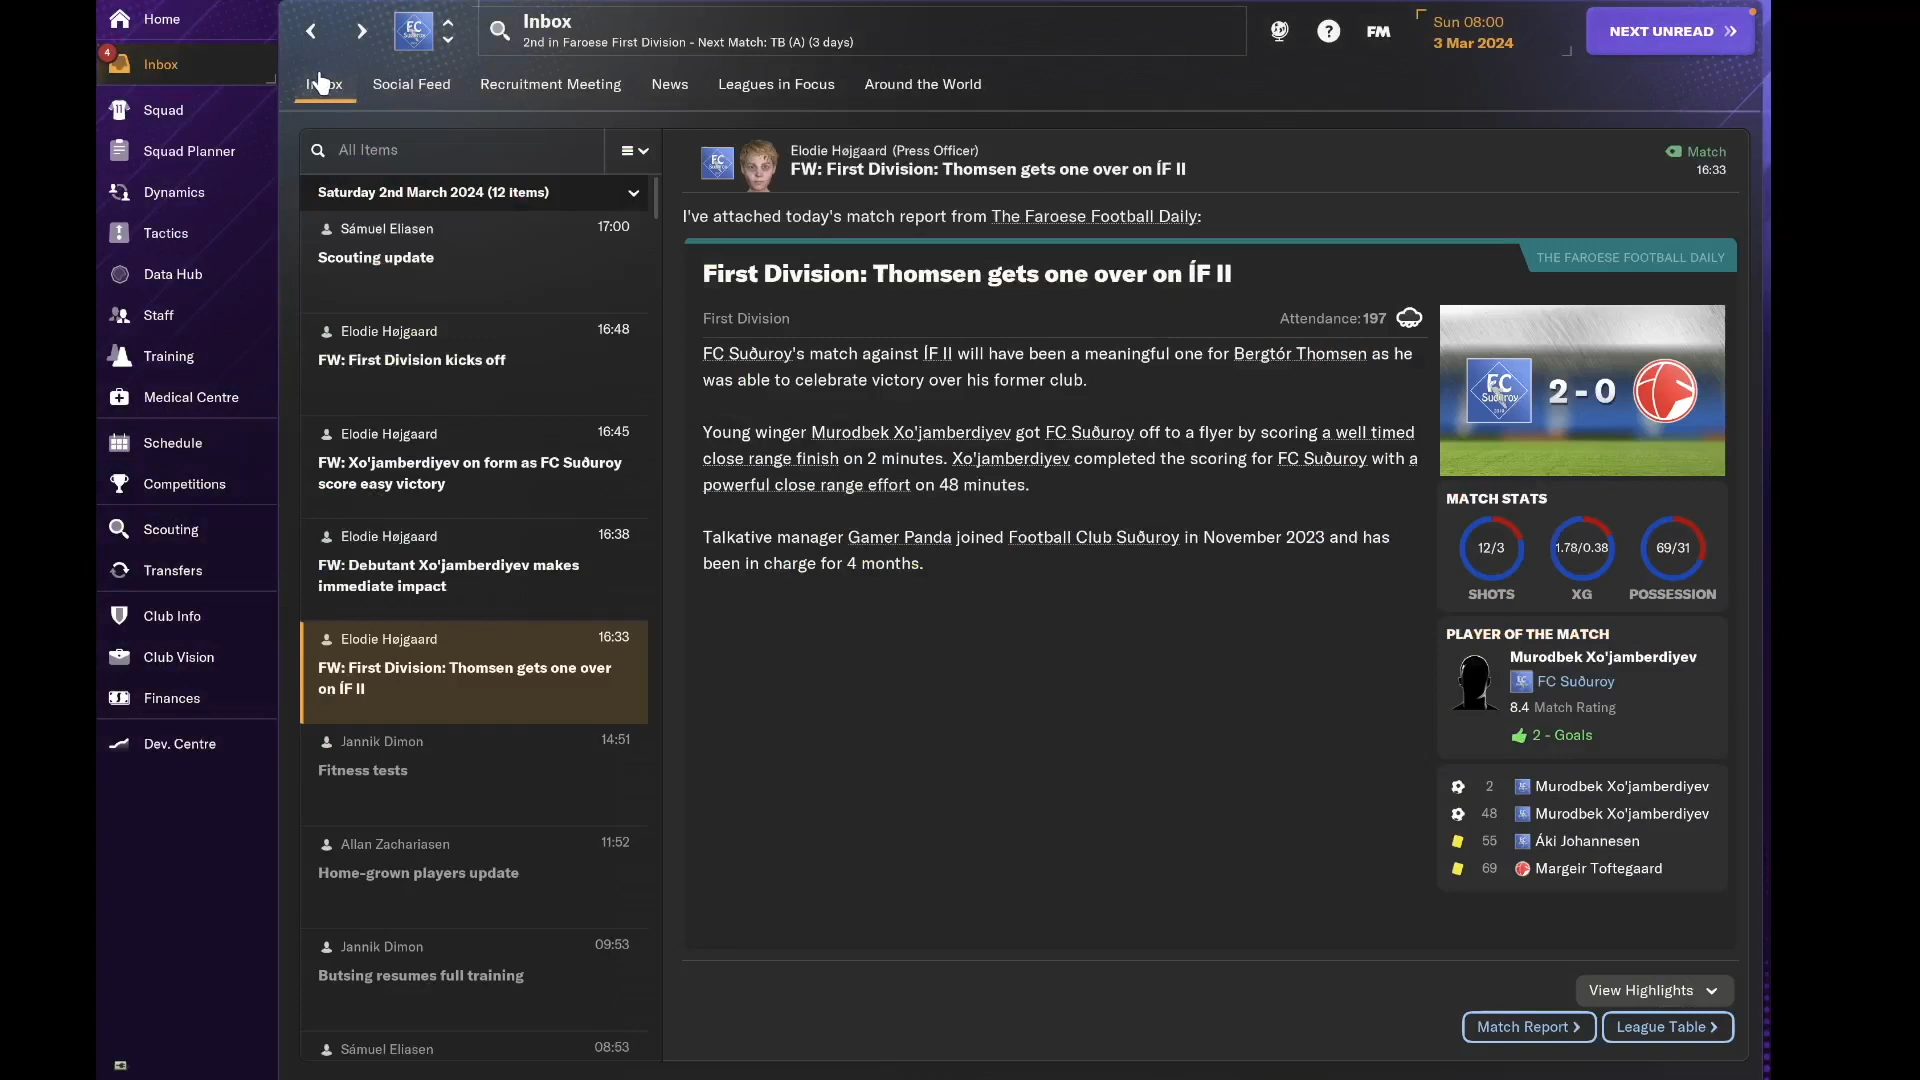 Home
4
Inbox
Squad
Squad Planner
Dynamics
Tactics
Data Hub
Staff
Training
Medical Centre
Schedule
Competitions
Scouting
Transfers
Club Info
Club Vision
Finances
Dev. Centre
Inbox
2nd in Faroese First Division - Next Match: TB (A) (3 days)
?
FM
Sun 08:00
3 Mar 2024
NEXT UNREAD
Inbox
Social Feed
Recruitment Meeting
News
Leagues in Focus
Around the World
All Items
Saturday 2nd March 2024 (12 items)
Sámuel Eliasen 17:00
Scouting update
Elodie Højgaard 16:48
FW: First Division kicks off
Elodie Højgaard 16:45
FW: Xo'jamberdiyev on form as FC Suðuroy
score easy victory
Elodie Højgaard 16:38
FW: Debutant Xo'jamberdiyev makes
immediate impact
Elodie Højgaard 16:33
FW: First Division: Thomsen gets one over
on ÍF II
Jannik Dimon 14:51
Fitness tests
Allan Zachariasen 11:52
Home-grown players update
Jannik Dimon 09:53
Butsing resumes full training
Sámuel Eliasen 08:53
Elodie Højgaard (Press Officer)
FW: First Division: Thomsen gets one over on ÍF II
Match
16:33
I've attached today's match report from The Faroese Football Daily:
THE FAROESE FOOTBALL DAILY
First Division: Thomsen gets one over on ÍF II
First Division
Attendance: 197
FC Suðuroy's match against ÍF II will have been a meaningful one for Bergtór Thomsen as he
was able to celebrate victory over his former club.
Young winger Murodbek Xo'jamberdiyev got FC Suðuroy off to a flyer by scoring a well timed
close range finish on 2 minutes. Xo'jamberdiyev completed the scoring for FC Suðuroy with a
powerful close range effort on 48 minutes.
Talkative manager Gamer Panda joined Football Club Suðuroy in November 2023 and has
been in charge for 4 months.
FC
Suðuroy
2 - 0
MATCH STATS
12/3
1.78/0.38
69/31
SHOTS
XG
POSSESSION
PLAYER OF THE MATCH
Murodbek Xo'jamberdiyev
FC Suðuroy
8.4 Match Rating
2 - Goals
2 Murodbek Xo'jamberdiyev
48 Murodbek Xo'jamberdiyev
55 Áki Johannesen
69 Margeir Toftegaard
View Highlights
Match Report
League Table